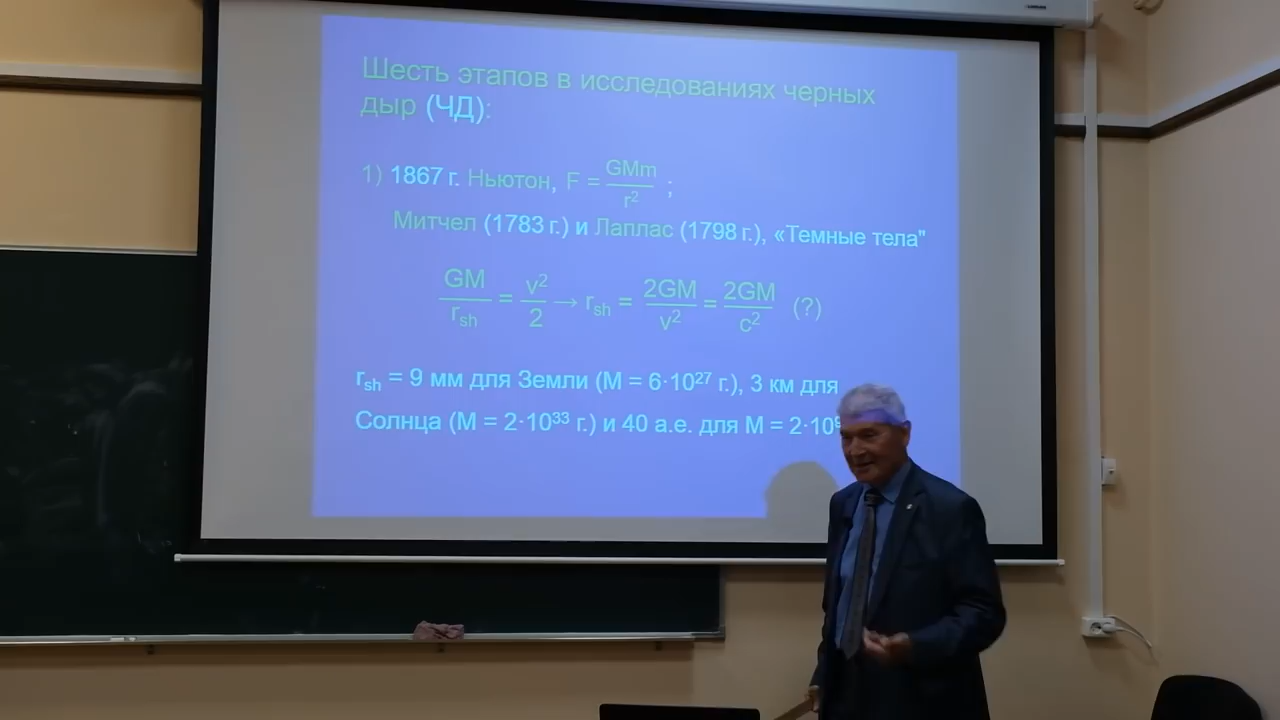 Шесть этапов в исследованиях черных
дыр (ЧД):
1) 1867 г. Ньютон, F = GMm/r² ;
Митчел (1783 г.) и Лаплас (1798 г.), «Темные тела"
GM/r_sh = v²/2 → r_sh = 2GM/v² = 2GM/c² (?)
r_sh = 9 мм для Земли (М = 6·10²⁷ г.), 3 км для
Солнца (М = 2·10³³ г.) и 40 а.е. для М = 2·10